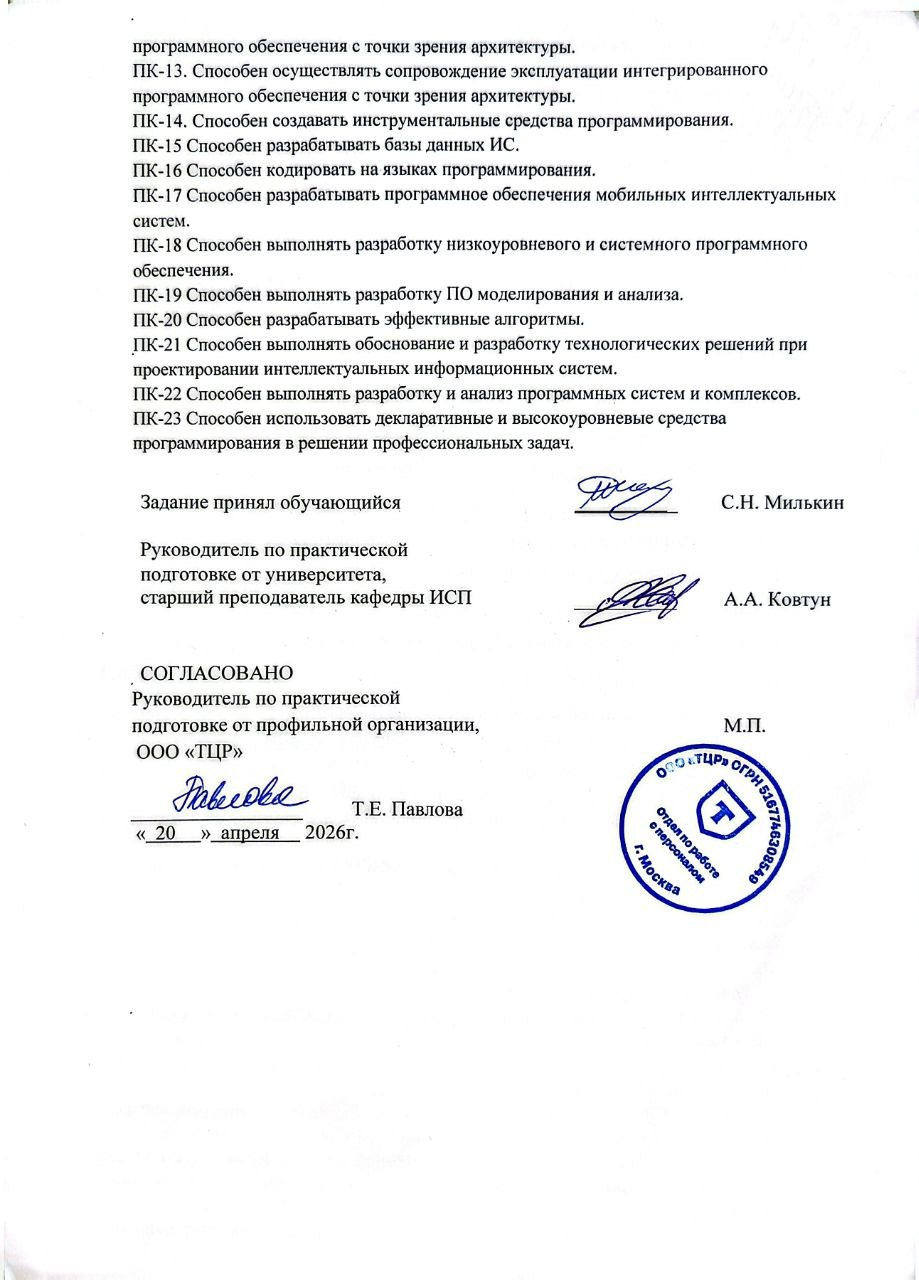 программного обеспечения с точки зрения архитектуры.
ПК-13. Способен осуществлять сопровождение эксплуатации интегрированного
программного обеспечения с точки зрения архитектуры.
ПК-14. Способен создавать инструментальные средства программирования.
ПК-15 Способен разрабатывать базы данных ИС.
ПК-16 Способен кодировать на языках программирования.
ПК-17 Способен разрабатывать программное обеспечения мобильных интеллектуальных
систем.
ПК-18 Способен выполнять разработку низкоуровневого и системного программного
обеспечения.
ПК-19 Способен выполнять разработку ПО моделирования и анализа.
ПК-20 Способен разрабатывать эффективные алгоритмы.
ПК-21 Способен выполнять обоснование и разработку технологических решений при
проектировании интеллектуальных информационных систем.
ПК-22 Способен выполнять разработку и анализ программных систем и комплексов.
ПК-23 Способен использовать декларативные и высокоуровневые средства
программирования в решении профессиональных задач.
Задание принял обучающийся С.Н. Милькин
Руководитель по практической
подготовке от университета,
старший преподаватель кафедры ИСП А.А. Ковтун
СОГЛАСОВАНО
Руководитель по практической
подготовке от профильной организации, М.П.
ООО «ТЦР»
Павлова Т.Е. Павлова
« 20 » апреля 2026г.
ООО «ТЦР» ОГРН 5167746308549
Т
Отдел по работе
с персоналом
г. Москва